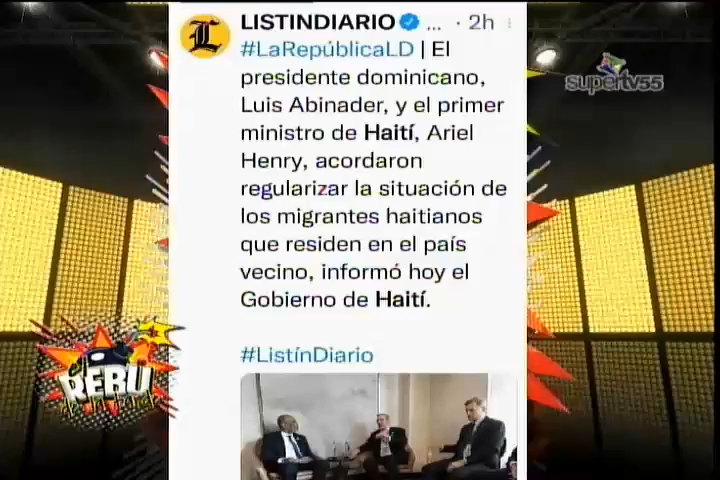 LISTINDIARIO ... · 2h
#LaRepúblicaLD | El
presidente dominicano,
Luis Abinader, y el primer
ministro de Haití, Ariel
Henry, acordaron
regularizar la situación de
los migrantes haitianos
que residen en el país
vecino, informó hoy el
Gobierno de Haití.
#ListínDiario
supertv55
REBU